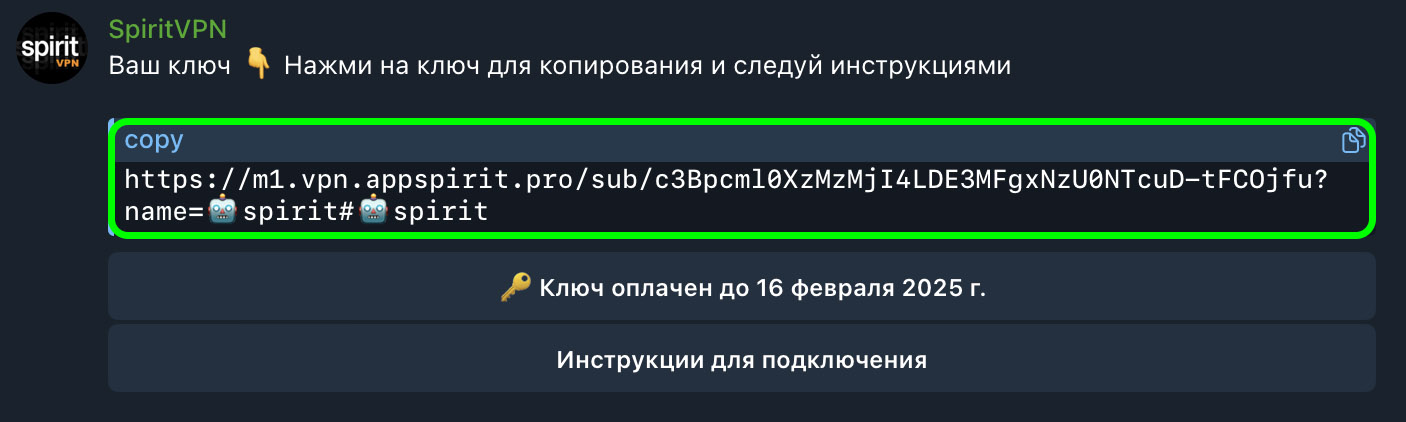 spirit
VPN
SpiritVPN
Ваш ключ 👇 Нажми на ключ для копирования и следуй инструкциями
copy
https://m1.vpn.appspirit.pro/sub/c3Bpcml0XzMzMjI4LDE3MFgxNzU0NTcuD-tFCOjfu?
name=🤖spirit#🤖spirit
🔑 Ключ оплачен до 16 февраля 2025 г.
Инструкции для подключения